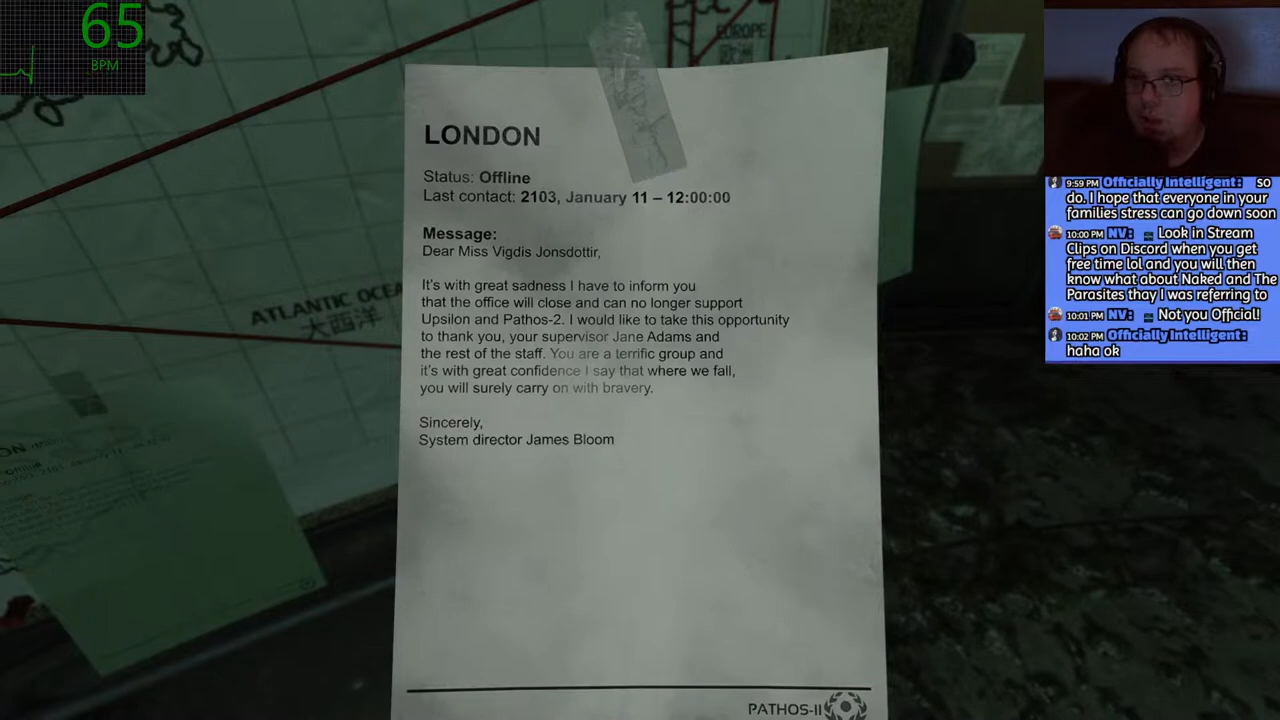 65
BPM
EUROPE
ATLANTIC OCEA
大西洋
LONDON
Status: Offline
Last contact: 2103, January 11 – 12:00:00
Message:
Dear Miss Vigdis Jonsdottir,
It's with great sadness I have to inform you
that the office will close and can no longer support
Upsilon and Pathos-2. I would like to take this opportunity
to thank you, your supervisor Jane Adams and
the rest of the staff. You are a terrific group and
it's with great confidence I say that where we fall,
you will surely carry on with bravery.
Sincerely,
System director James Bloom
PATHOS-II
9:59 PM Officially Intelligent: so
do. I hope that everyone in your
families stress can go down soon
10:00 PM NV: Look in Stream
Clips on Discord when you get
free time lol and you will then
know what about Naked and The
Parasites thay I was referring to
10:01 PM NV: Not you Official!
10:02 PM Officially Intelligent:
haha ok